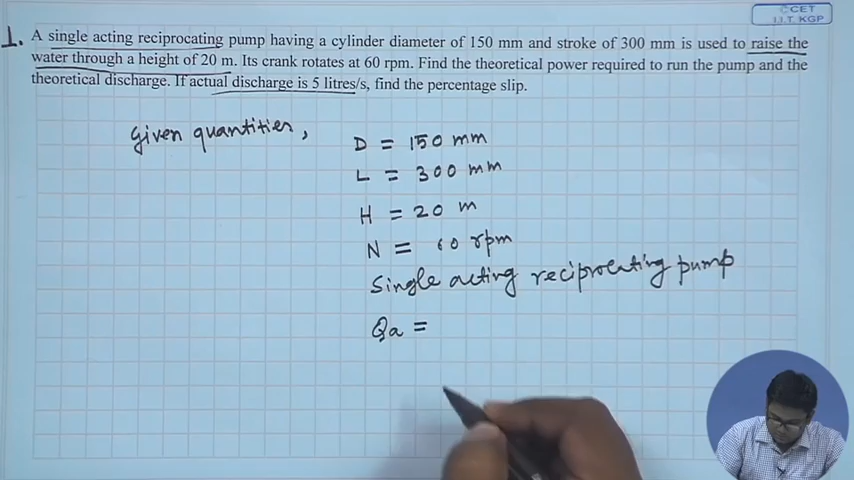 © CET
I.I.T. KGP
1. A single acting reciprocating pump having a cylinder diameter of 150 mm and stroke of 300 mm is used to raise the
water through a height of 20 m. Its crank rotates at 60 rpm. Find the theoretical power required to run the pump and the
theoretical discharge. If actual discharge is 5 litres/s, find the percentage slip.
Given quantities,
D = 150 mm
L = 300 mm
H = 20 m
N = 60 rpm
Single acting reciprocating pump
Qa =